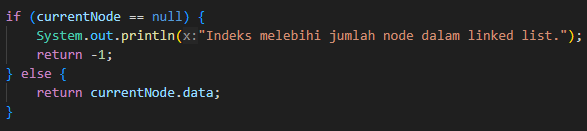 if (currentNode == null) {
    System.out.println(x:"Indeks melebihi jumlah node dalam linked list.");
    return -1;
} else {
    return currentNode.data;
}